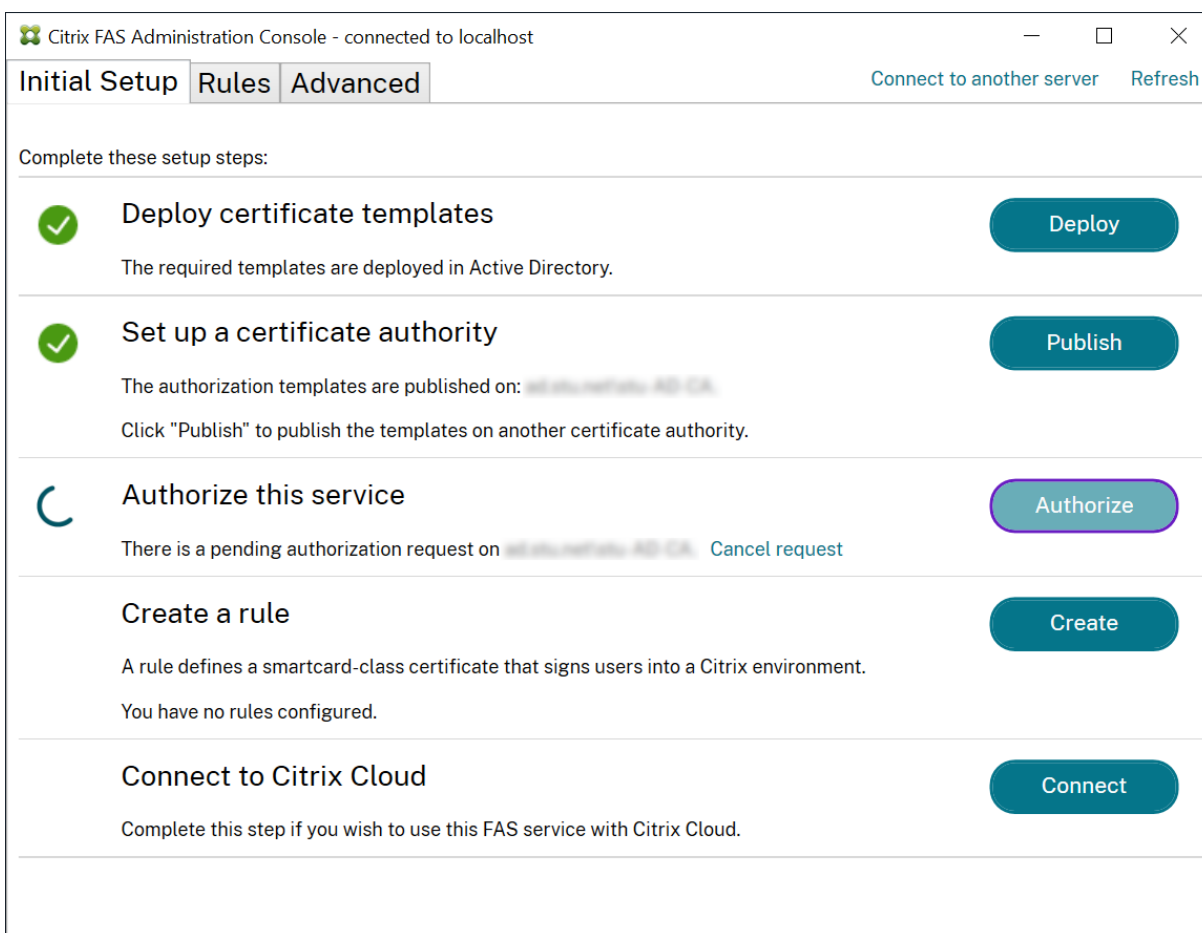 Citrix FAS Administration Console - connected to localhost
Initial Setup Rules Advanced Connect to another server Refresh
Complete these setup steps:
Deploy certificate templates
Deploy
The required templates are deployed in Active Directory.
Set up a certificate authority
Publish
The authorization templates are published on:
Click "Publish" to publish the templates on another certificate authority.
Authorize this service
Authorize
There is a pending authorization request on Cancel request
Create a rule
Create
A rule defines a smartcard-class certificate that signs users into a Citrix environment.
You have no rules configured.
Connect to Citrix Cloud
Connect
Complete this step if you wish to use this FAS service with Citrix Cloud.